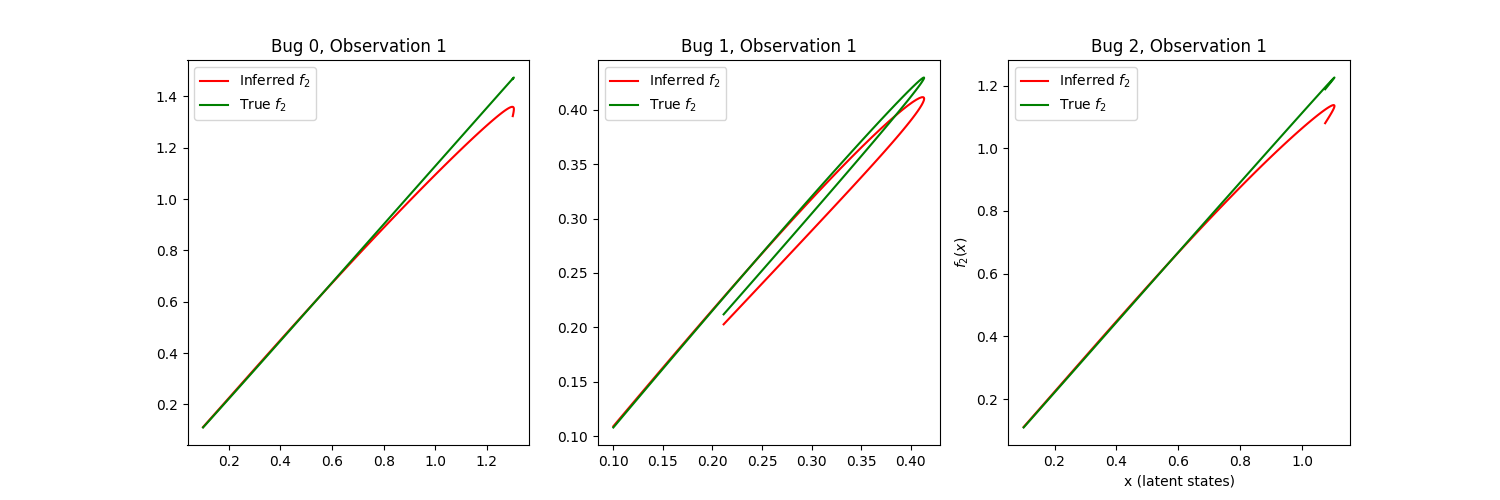 Bug 0, Observation 1
Inferred f₂
True f₂
1.4
1.2
1.0
0.8
0.6
0.4
0.2
0.2 0.4 0.6 0.8 1.0 1.2
Bug 1, Observation 1
Inferred f₂
True f₂
0.40
0.35
0.30
0.25
0.20
0.15
0.10
0.10 0.15 0.20 0.25 0.30 0.35 0.40
Bug 2, Observation 1
Inferred f₂
True f₂
f₂(x)
1.2
1.0
0.8
0.6
0.4
0.2
0.2 0.4 0.6 0.8 1.0
x (latent states)